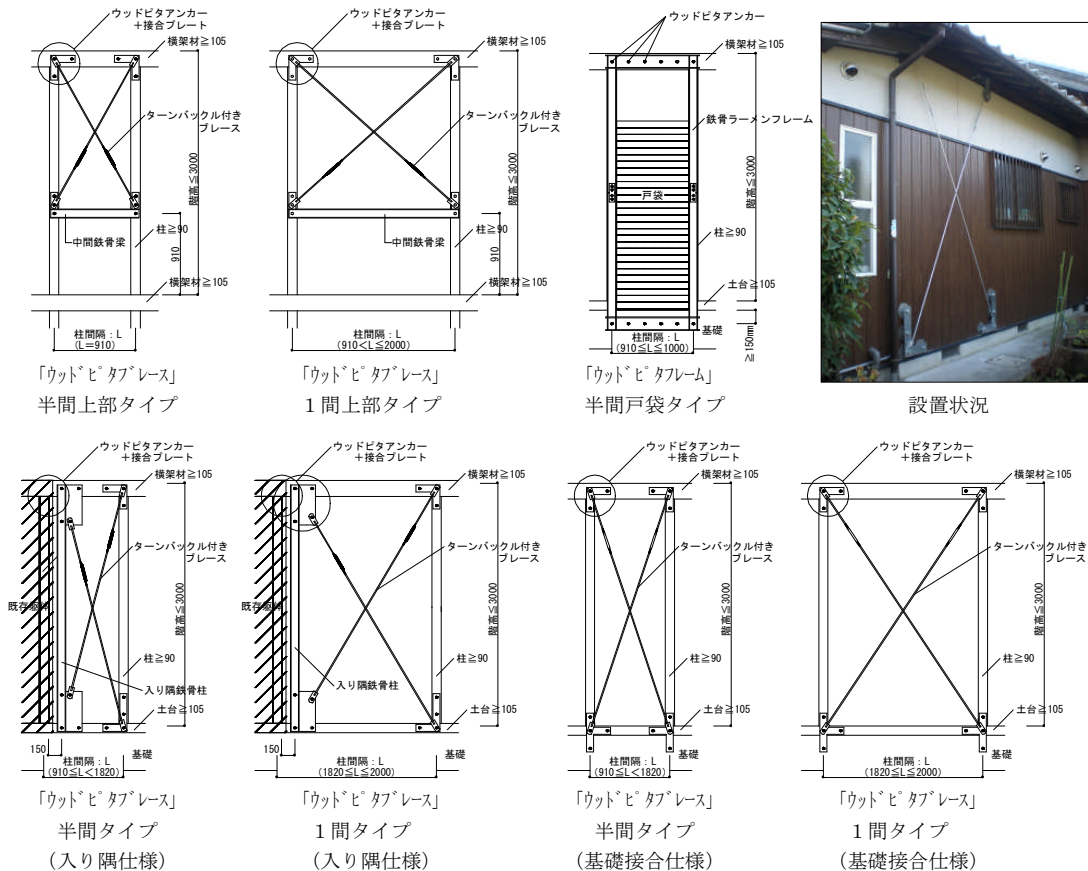 ウッドピタアンカー
+接合プレート
横架材≧105
ターンバックル付き
ブレース
階高≦3000
柱≧90
中間鉄骨梁
910
横架材≧105
柱間隔：L
(L=910)
「ウッドピタブレース」
半間上部タイプ
ウッドピタアンカー
+接合プレート
横架材≧105
ターンバックル付き
ブレース
階高≦3000
柱≧90
中間鉄骨梁
910
横架材≧105
柱間隔：L
(910<L≦2000)
「ウッドピタブレース」
１間上部タイプ
ウッドピタアンカー
横架材≧105
鉄骨ラーメンフレーム
階高≦3000
戸袋
柱≧90
土台≧105
基礎
≧150mm
柱間隔：L
(910≦L≦1000)
「ウッドピタフレーム」
半間戸袋タイプ
設置状況
ウッドピタアンカー
+接合プレート
横架材≧105
ターンバックル付き
ブレース
階高≦3000
既存躯体
柱≧90
入り隅鉄骨柱
土台≧105
150
基礎
柱間隔：L
(910≦L<1820)
「ウッドピタブレース」
半間タイプ
(入り隅仕様)
ウッドピタアンカー
+接合プレート
横架材≧105
ターンバックル付き
ブレース
階高≦3000
既存躯体
柱≧90
入り隅鉄骨柱
土台≧105
150
基礎
柱間隔：L
(1820≦L≦2000)
「ウッドピタブレース」
１間タイプ
(入り隅仕様)
ウッドピタアンカー
+接合プレート
横架材≧105
ターンバックル付き
ブレース
階高≦3000
柱≧90
土台≧105
基礎
柱間隔：L
(910≦L<1820)
「ウッドピタブレース」
半間タイプ
(基礎接合仕様)
ウッドピタアンカー
+接合プレート
横架材≧105
ターンバックル付き
ブレース
階高≦3000
柱≧90
土台≧105
基礎
柱間隔：L
(1820≦L≦2000)
「ウッドピタブレース」
１間タイプ
(基礎接合仕様)